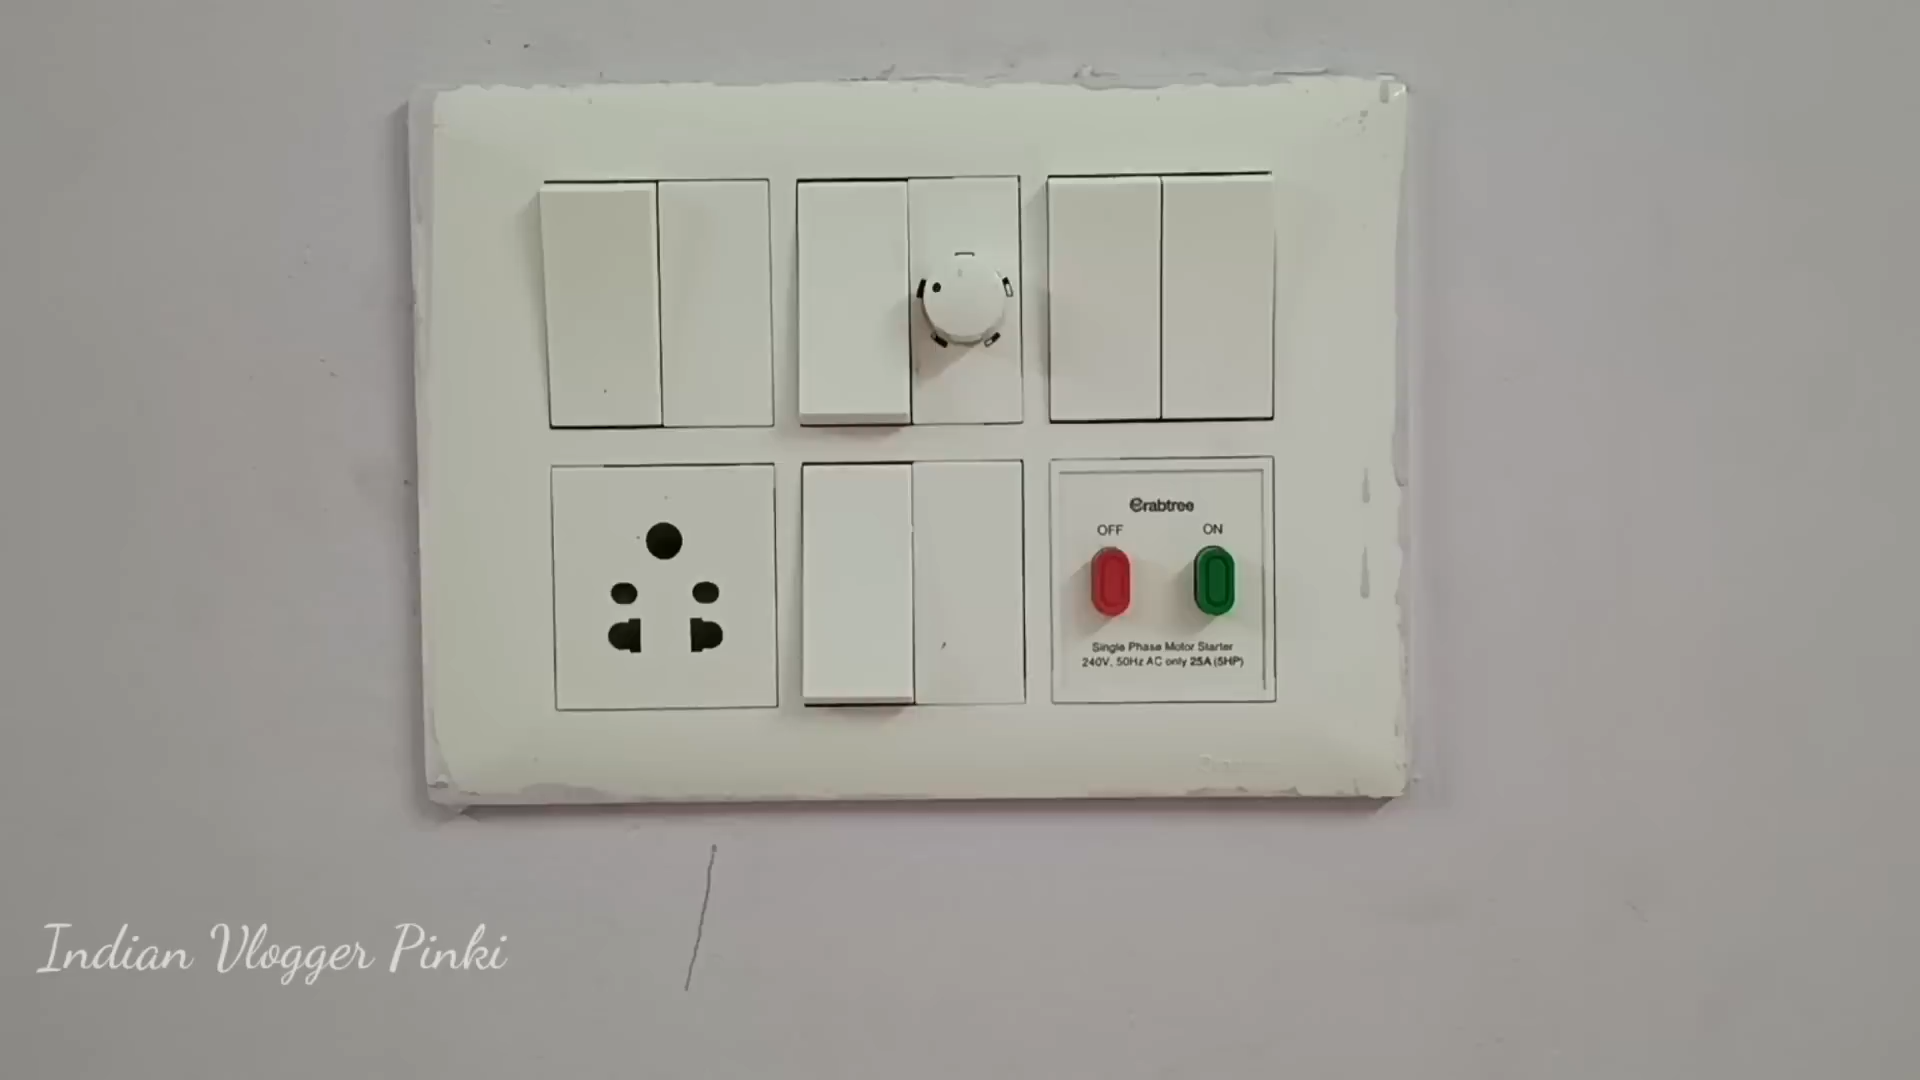 Crabtree
OFF ON
Single Phase Motor Starter
240V, 50Hz AC only 25A (5HP)
Indian Vlogger Pinki